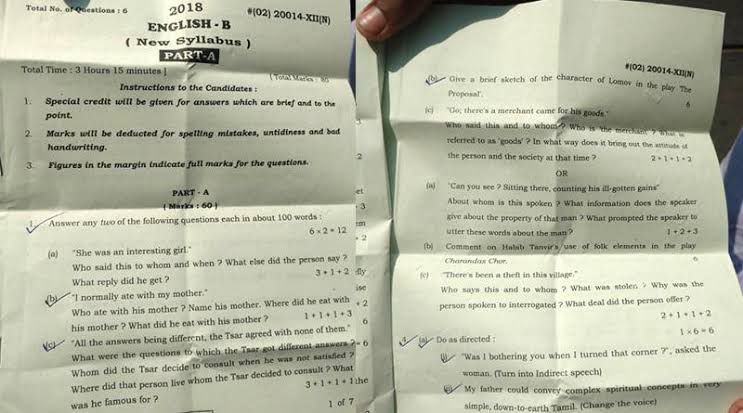 Total No. of Questions : 6
2018
#(02) 20014-XII(N)
ENGLISH - B
( New Syllabus )
PART-A
Total Time : 3 Hours 15 minutes ]
[ Total Marks : 80
Instructions to the Candidates :
1. Special credit will be given for answers which are brief and to the
point.
2. Marks will be deducted for spelling mistakes, untidiness and bad
handwriting.
3. Figures in the margin indicate full marks for the questions.
PART - A
( Marks : 60 )
1. Answer any two of the following questions each in about 100 words :
6 × 2 = 12
(a) "She was an interesting girl."
Who said this to whom and when ? What else did the person say ?
What reply did he get ?
3 + 1 + 2
(b) "I normally ate with my mother."
Who ate with his mother ? Name his mother. Where did he eat with
his mother ? What did he eat with his mother ?
1 + 1 + 1 + 3
(c) "All the answers being different, the Tsar agreed with none of them."
What were the questions to which the Tsar got different answers ?
Whom did the Tsar decide to consult when he was not satisfied ?
Where did that person live whom the Tsar decided to consult ? What
was he famous for ?
3 + 1 + 1 + 1
1 of 7
2
et
3
em
2
fly
ise
+ 2
6
= 6
the
#(02) 20014-XII(N)
(b) Give a brief sketch of the character of Lomov in the play The
Proposal'.
6
(c) "Go; there's a merchant came for his goods."
Who said this and to whom ? Who is the merchant ? What is
referred to as 'goods' ? In what way does it bring out the attitude of
the person and the society at that time ?
2 + 1 + 1 + 2
OR
(a) "Can you see ? Sitting there, counting his ill-gotten gains"
About whom is this spoken ? What information does the speaker
give about the property of that man ? What prompted the speaker to
utter these words about the man ?
1 + 2 + 3
(b) Comment on Habib Tanvir's use of folk elements in the play
Charandas Chor.
6
(c) "There's been a theft in this village."
Who says this and to whom ? What was stolen ? Why was the
person spoken to interrogated ? What deal did the person offer ?
2 + 1 + 1 + 2
4. (a) Do as directed :
1 × 6 = 6
(i) "Was I bothering you when I turned that corner ?", asked the
woman. (Turn into Indirect speech)
(ii) My father could convey complex spiritual concepts in very
simple, down-to-earth Tamil. (Change the voice)